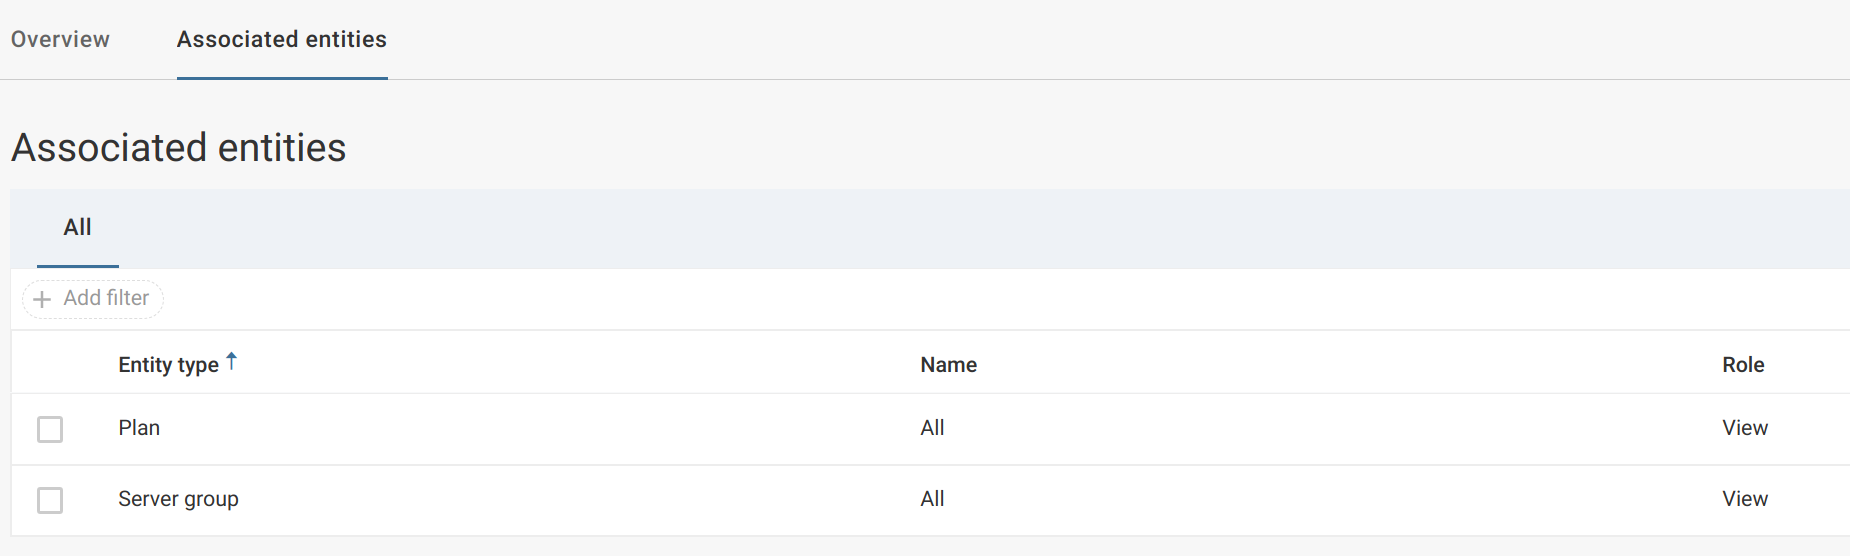 Overview Associated entities
Associated entities
All
Add filter
Entity type Name Role
Plan All View
Server group All View